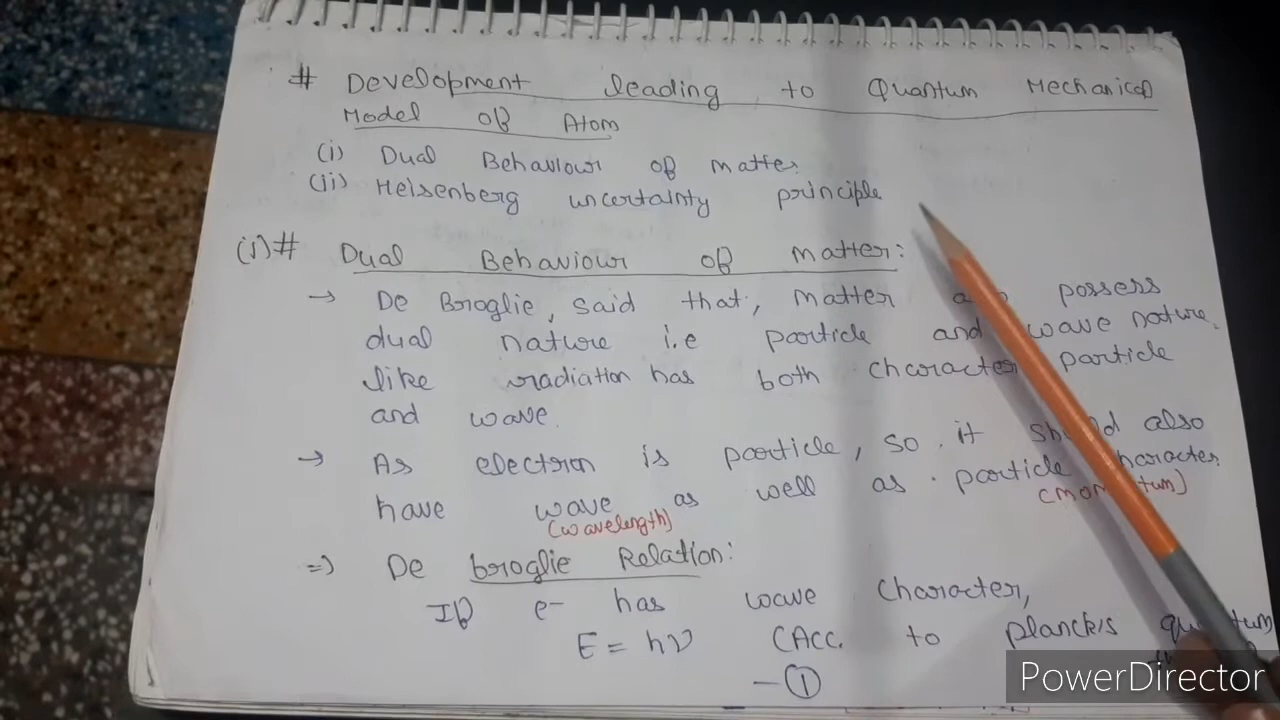 # Development leading to Quantum Mechanical
Model of Atom
(i) Dual Behaviour of matter
(ii) Heisenberg uncertainty principle
(i)# Dual Behaviour of matter:
→ De Broglie, said that, matter possess
dual nature i.e particle and wave nature.
like radiation has both character particle
and wave.
→ As electron is particle, so it also
have wave as well as particle character
(wavelength)
=> De broglie Relation:
If e- has wave character,
E = hν (Acc. to planck's
-①
PowerDirector